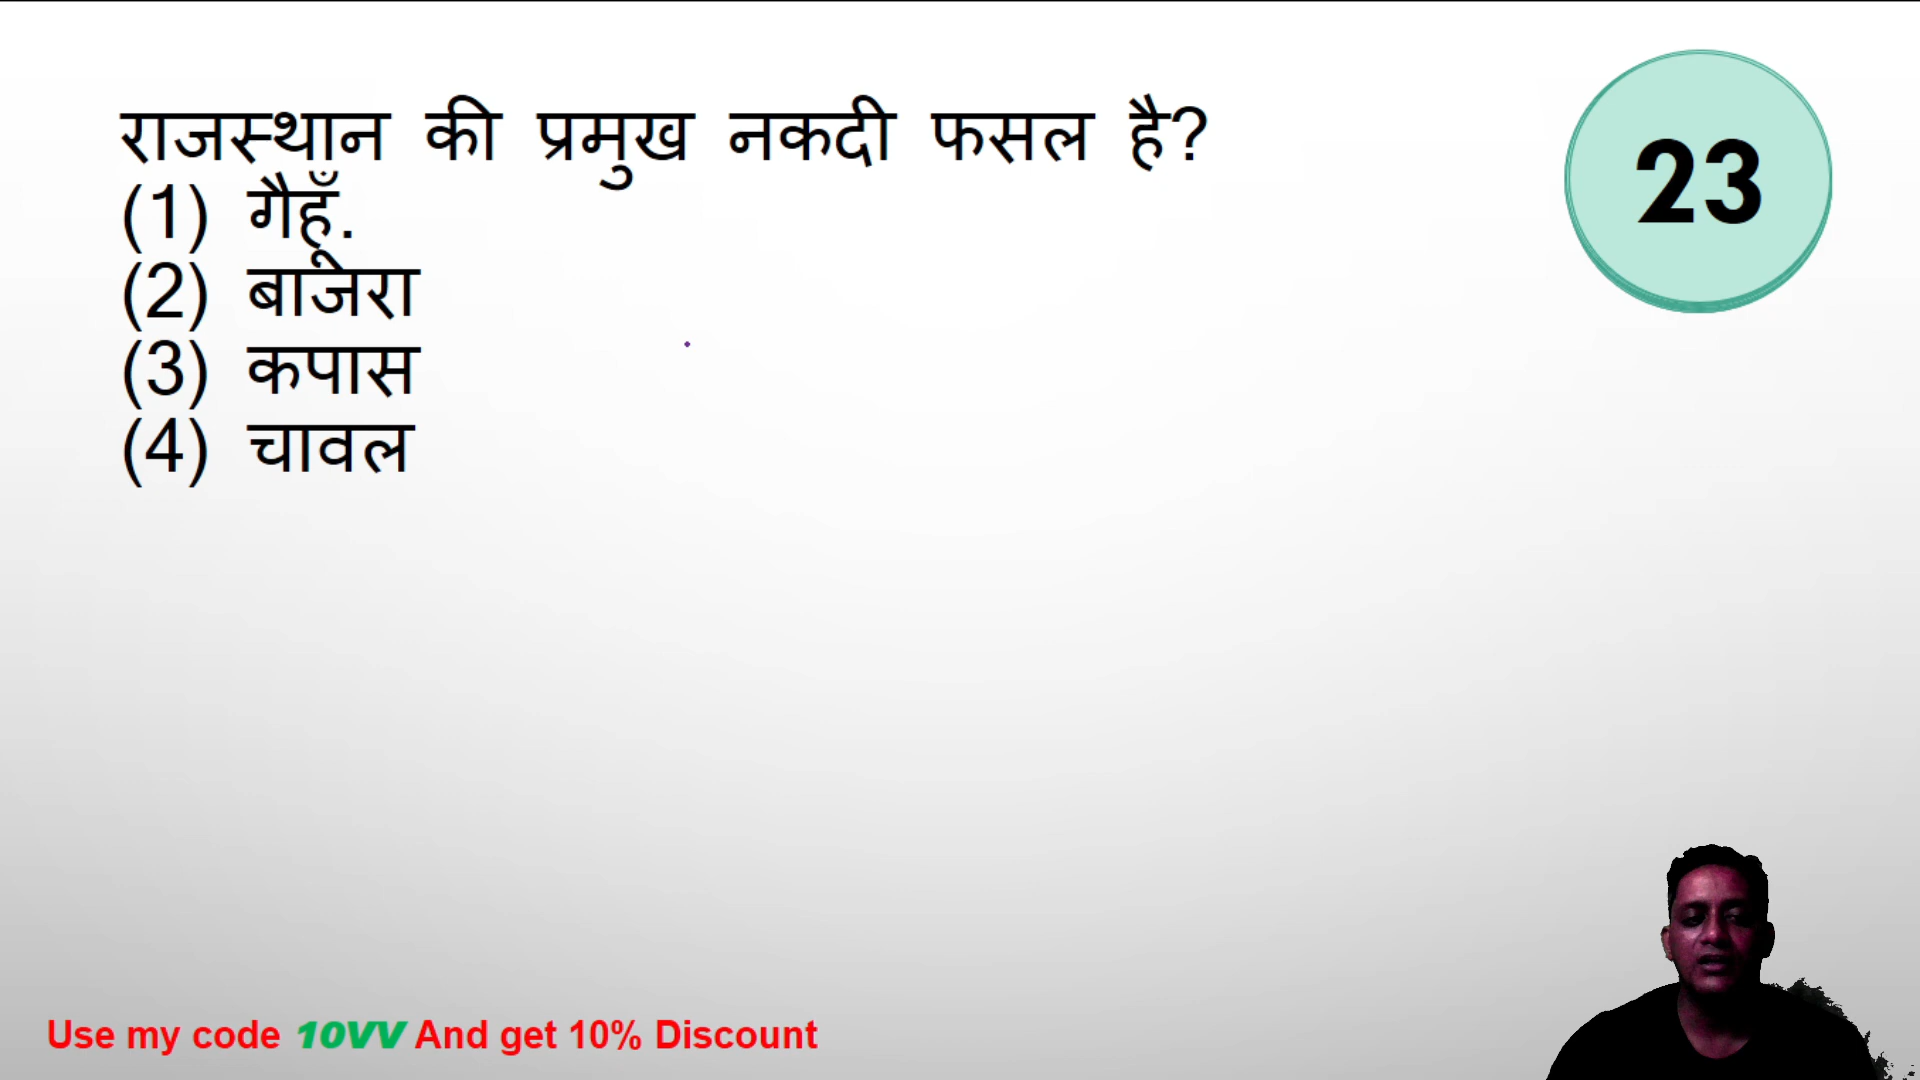 राजस्थान की प्रमुख नकदी फसल है?
(1) गैहूँ.
(2) बाजरा
(3) कपास
(4) चावल
23
Use my code 10VV And get 10% Discount